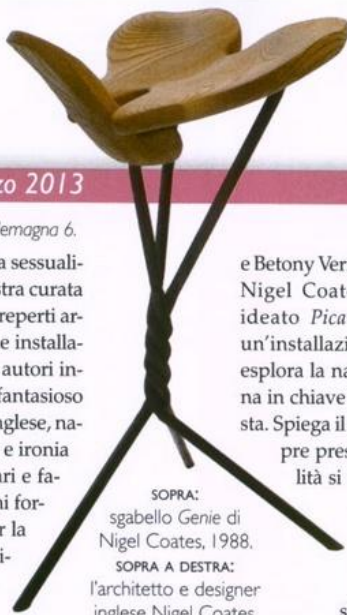 zo 2013
lemagna 6.
a sessuali-
stra curata
reperti ar-
e installa-
autori in-
fantasioso
nglese, na-
e ironia
ari e fa-
ni for-
r la
i-
SOPRA:
sgabello Genie di
Nigel Coates, 1988.
SOPRA A DESTRA:
l'architetto e designer
inglese Nigel Coates
e Betony Ver
Nigel Coate
ideato Pica
un'installazi
esplora la na
na in chiave
sta. Spiega il
pre pres
lità si
s